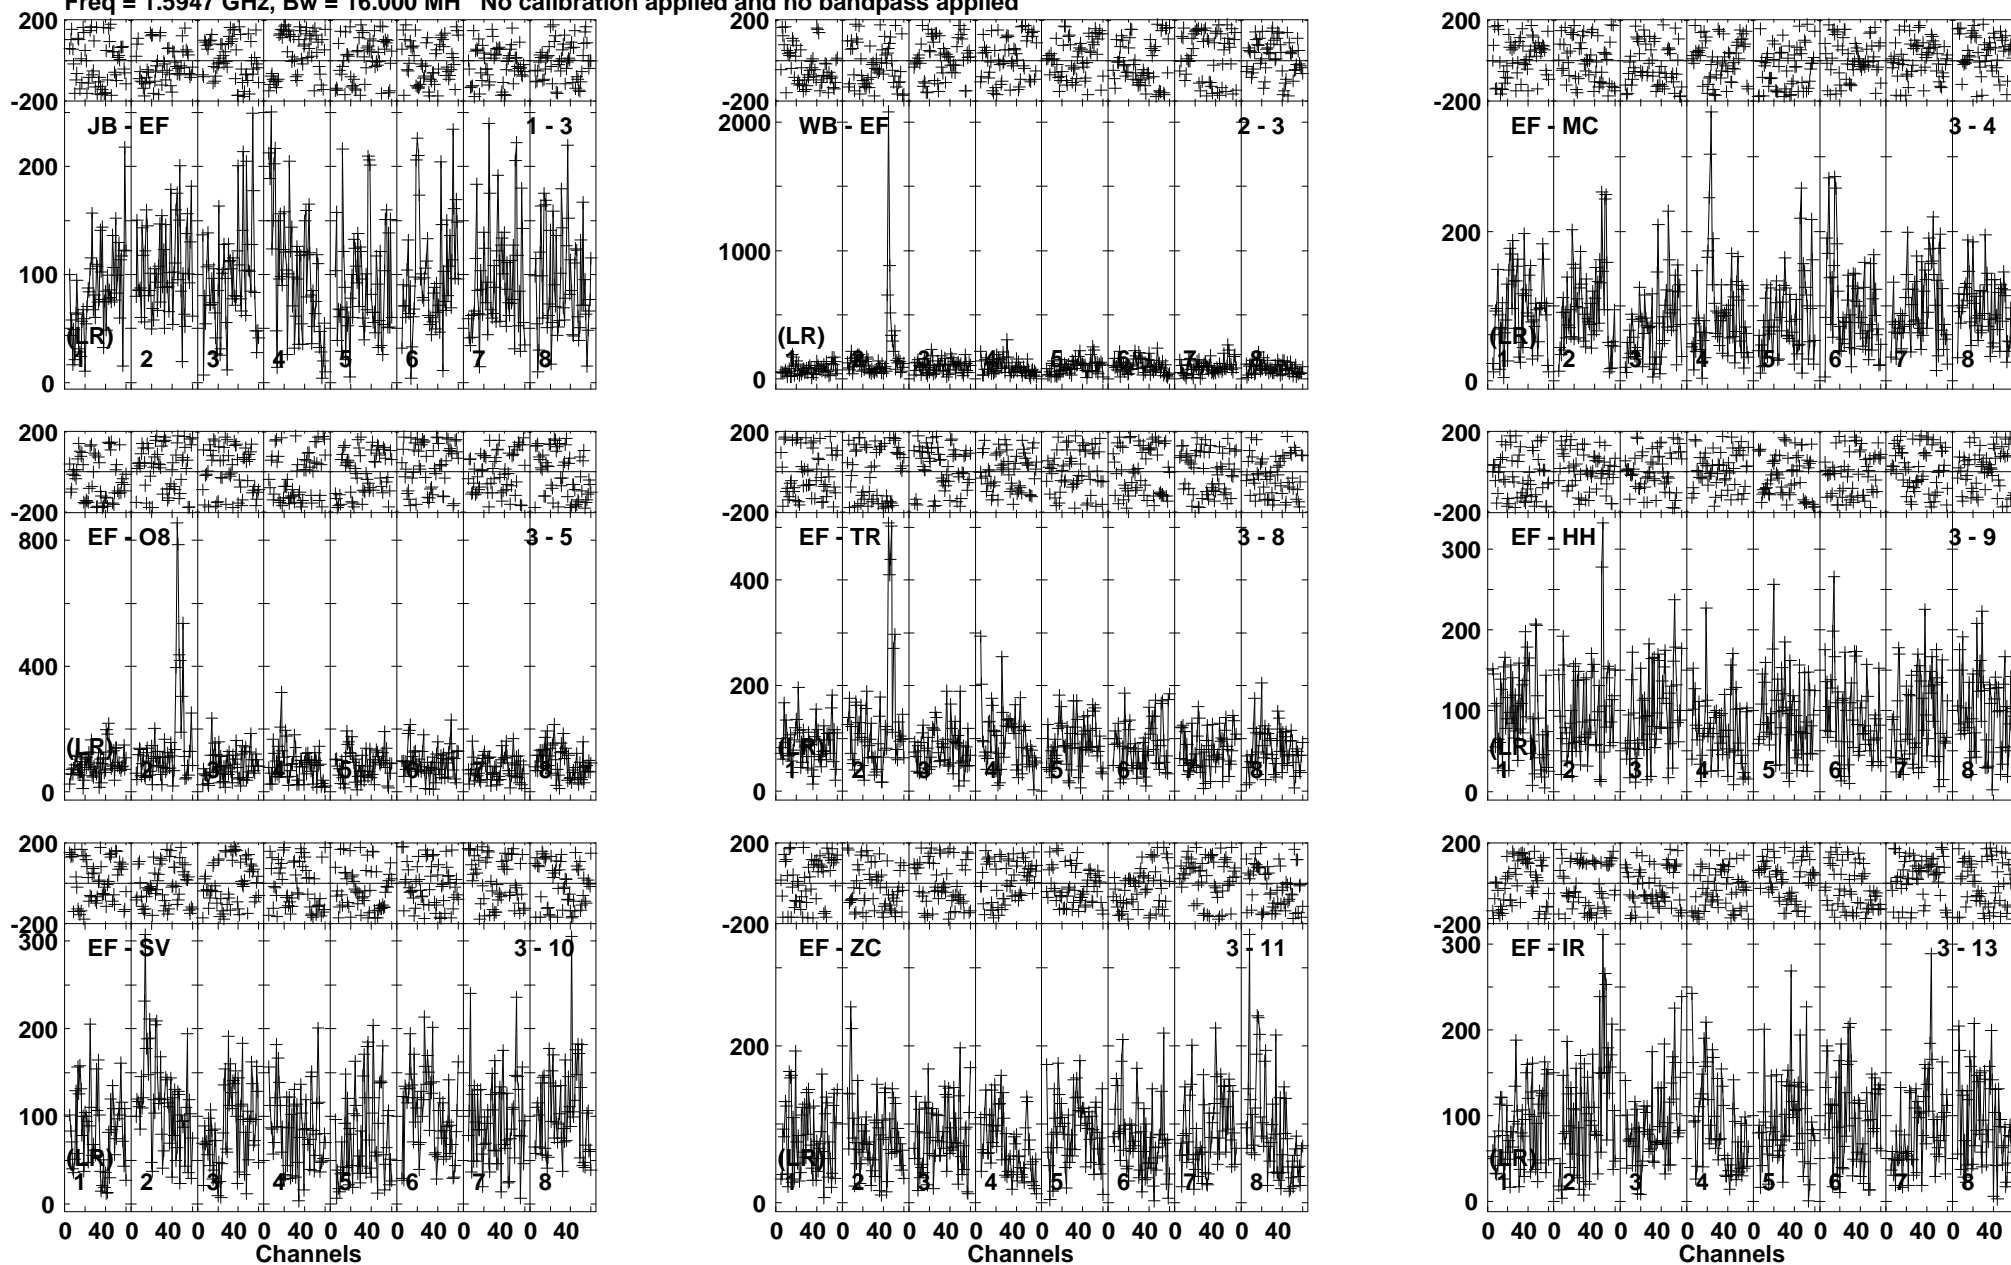 Freq = 1.5947 GHz, Bw = 16.000 MH No calibration applied and no bandpass applied
200
-200
JB - EF 1 - 3
200
100
0
(LR)
1 2 3 4 5 6 7 8
200
-200
WB - EF 2 - 3
2000
1000
0
(LR)
1 2 3 4 5 6 7 8
200
-200
EF - MC 3 - 4
200
0
(LR)
1 2 3 4 5 6 7 8
200
-200
EF - O8 3 - 5
800
400
0
(LR)
1 2 3 4 5 6 7 8
200
-200
EF - TR 3 - 8
400
200
0
(LR)
1 2 3 4 5 6 7 8
200
-200
EF - HH 3 - 9
300
200
100
0
(LR)
1 2 3 4 5 6 7 8
200
-200
EF - SV 3 - 10
300
200
100
0
(LR)
1 2 3 4 5 6 7 8
0 40 0 40 0 40 0 40 0 40 0 40 0 40 0 40
Channels
200
-200
EF - ZC 3 - 11
200
0
(LR)
1 2 3 4 5 6 7 8
0 40 0 40 0 40 0 40 0 40 0 40 0 40 0 40
Channels
200
-200
EF - IR 3 - 13
300
200
100
0
(LR)
1 2 3 4 5 6 7 8
0 40 0 40 0 40 0 40 0 40 0 40 0 40 0 40
Channels